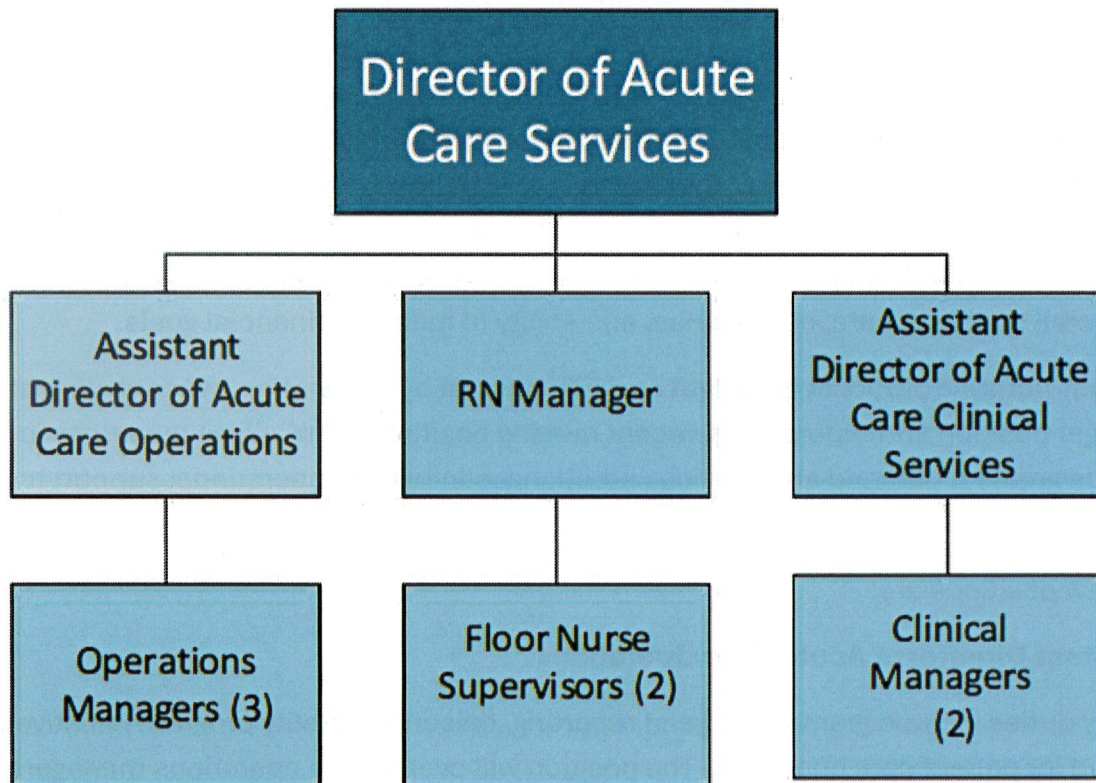 Director of Acute
Care Services
Assistant
Director of Acute
Care Operations
RN Manager
Assistant
Director of Acute
Care Clinical
Services
Operations
Managers (3)
Floor Nurse
Supervisors (2)
Clinical
Managers
(2)